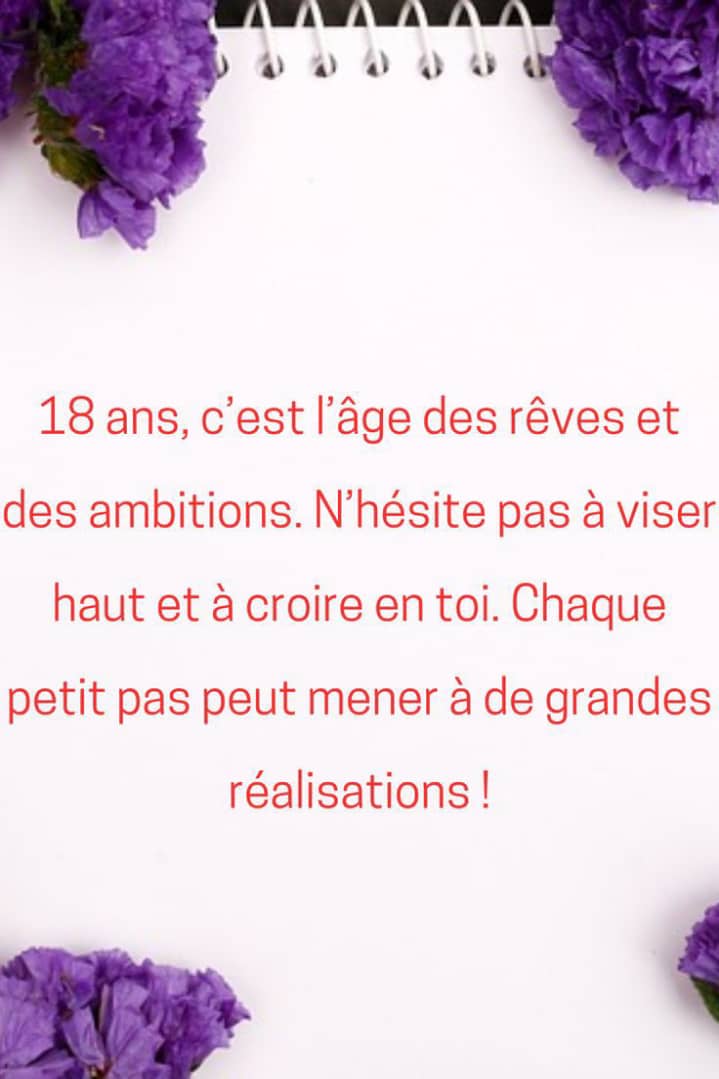 18 ans, c’est l’âge des rêves et
des ambitions. N’hésite pas à viser
haut et à croire en toi. Chaque
petit pas peut mener à de grandes
réalisations !